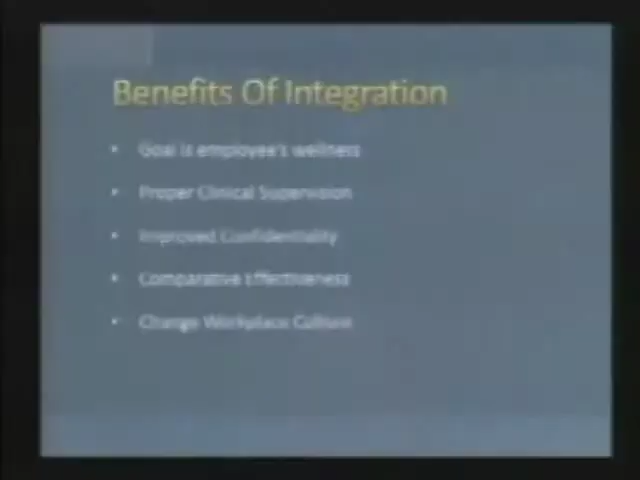 Benefits Of Integration
• Goal is employee's wellness
• Proper Clinical Supervision
• Improved Confidentiality
• Comparative Effectiveness
• Change Workplace Culture